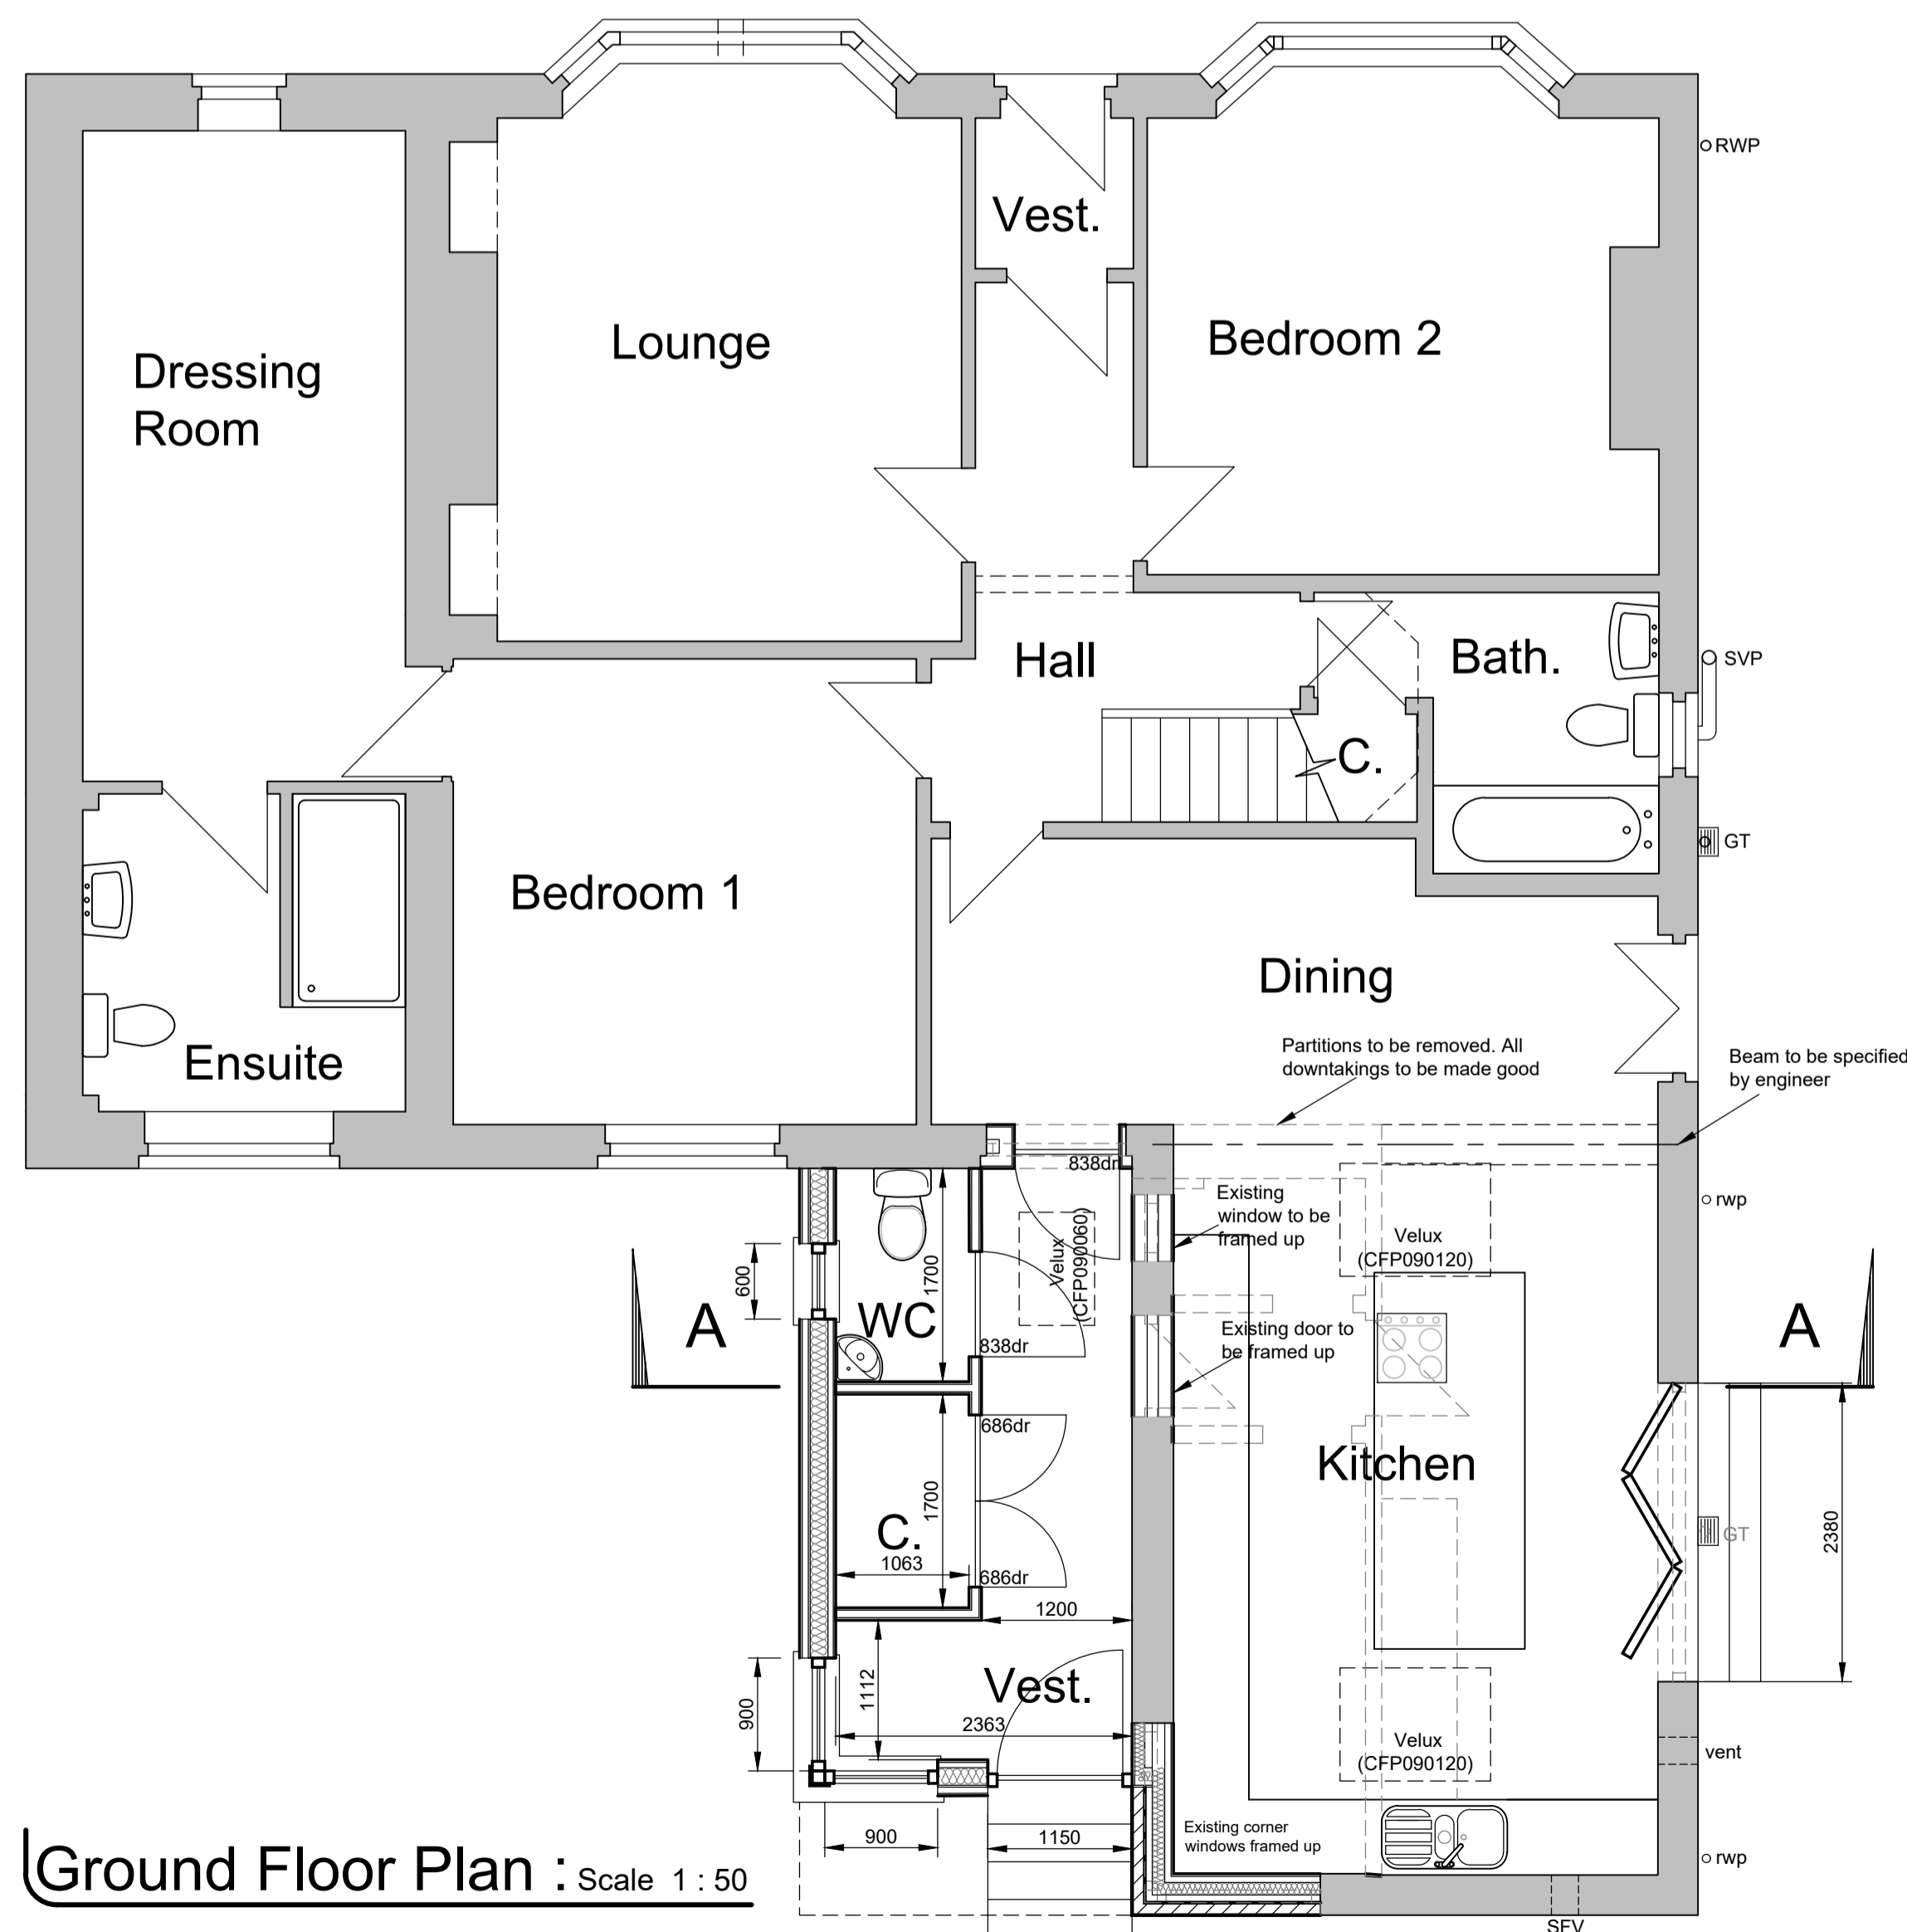 RWP
Vest.
Lounge
Bedroom 2
Dressing
Room
Hall
Bath.
SVP
C.
GT
Bedroom 1
Dining
Ensuite
Partitions to be removed. All
downtakings to be made good
Beam to be specified
by engineer
838dr
Existing
window to be
framed up
rwp
Velux
(CFP090060)
Velux
(CFP090120)
600
1700
WC
A
838dr
Existing door to
be framed up
A
686dr
Kitchen
1700
C.
1063
686dr
GT
2380
1200
1112
Vest.
900
2363
Velux
(CFP090120)
vent
900
1150
Existing corner
windows framed up
rwp
Ground Floor Plan : Scale 1 : 50
SFV